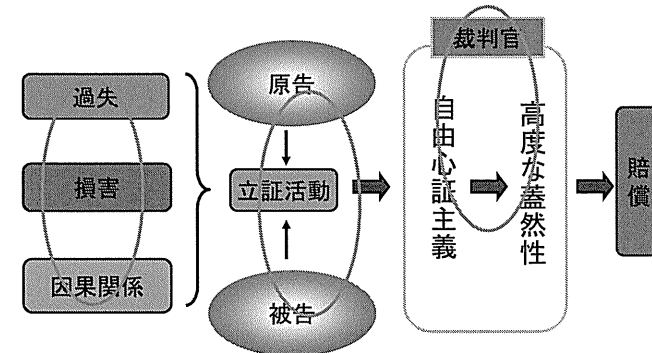 過失
損害
因果関係
原告
立証活動
被告
裁判官
自由心証主義
高度な蓋然性
賠償